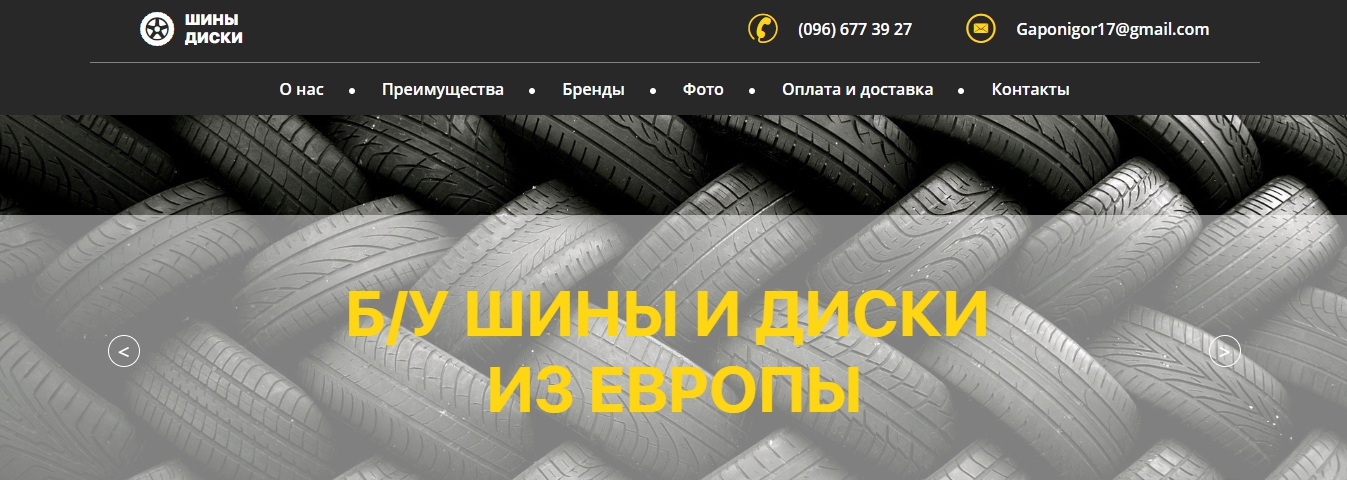 ШИНЫ
ДИСКИ
(096) 677 39 27
Gaponigor17@gmail.com
О нас • Преимущества • Бренды • Фото • Оплата и доставка • Контакты
Б/У ШИНЫ И ДИСКИ
ИЗ ЕВРОПЫ
<
>